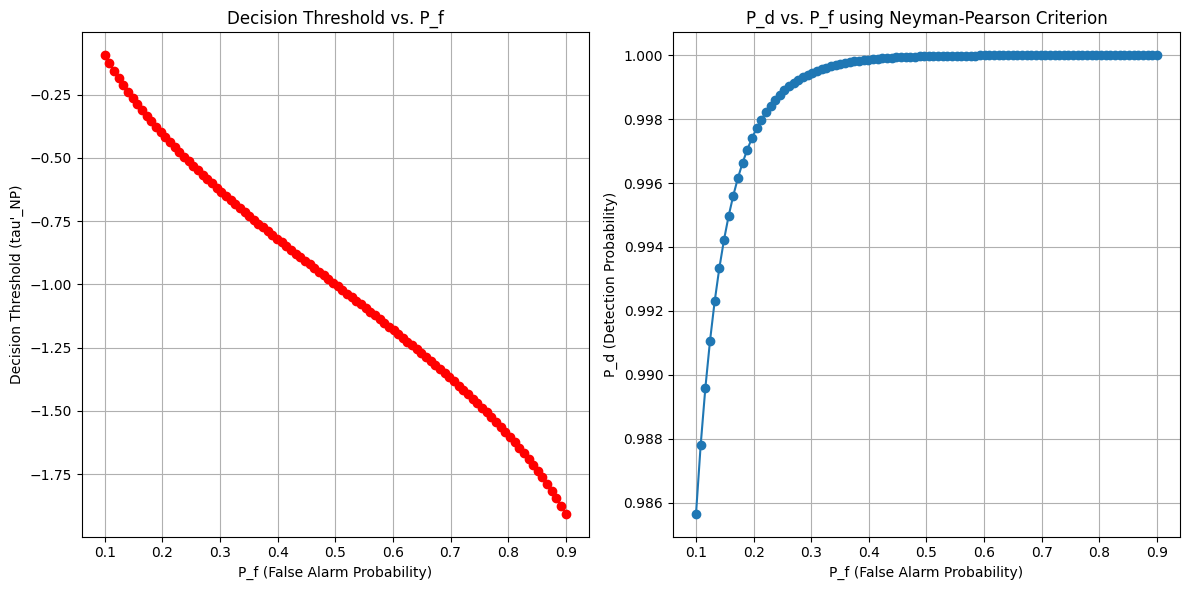 Decision Threshold vs. P_f
Decision Threshold (tau'_NP)
−0.25
−0.50
−0.75
−1.00
−1.25
−1.50
−1.75
0.1 0.2 0.3 0.4 0.5 0.6 0.7 0.8 0.9
P_f (False Alarm Probability)
P_d vs. P_f using Neyman-Pearson Criterion
P_d (Detection Probability)
1.000
0.998
0.996
0.994
0.992
0.990
0.988
0.986
0.1 0.2 0.3 0.4 0.5 0.6 0.7 0.8 0.9
P_f (False Alarm Probability)